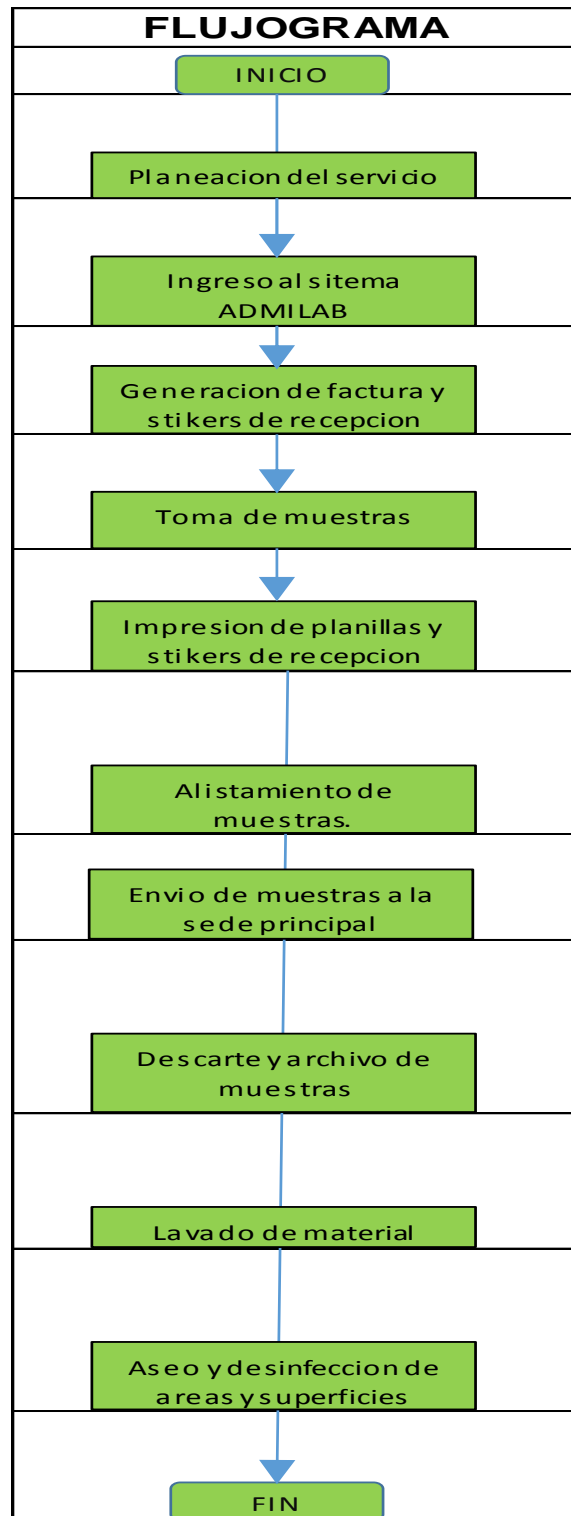 FLUJOGRAMA
INICIO
Planeacion del servicio
Ingreso al sitema
ADMILAB
Generacion de factura y
stikers de recepcion
Toma de muestras
Impresion de planillas y
stikers de recepcion
Alistamiento de
muestras.
Envio de muestras a la
sede principal
Descarte y archivo de
muestras
Lavado de material
Aseo y desinfeccion de
areas y superficies
FIN